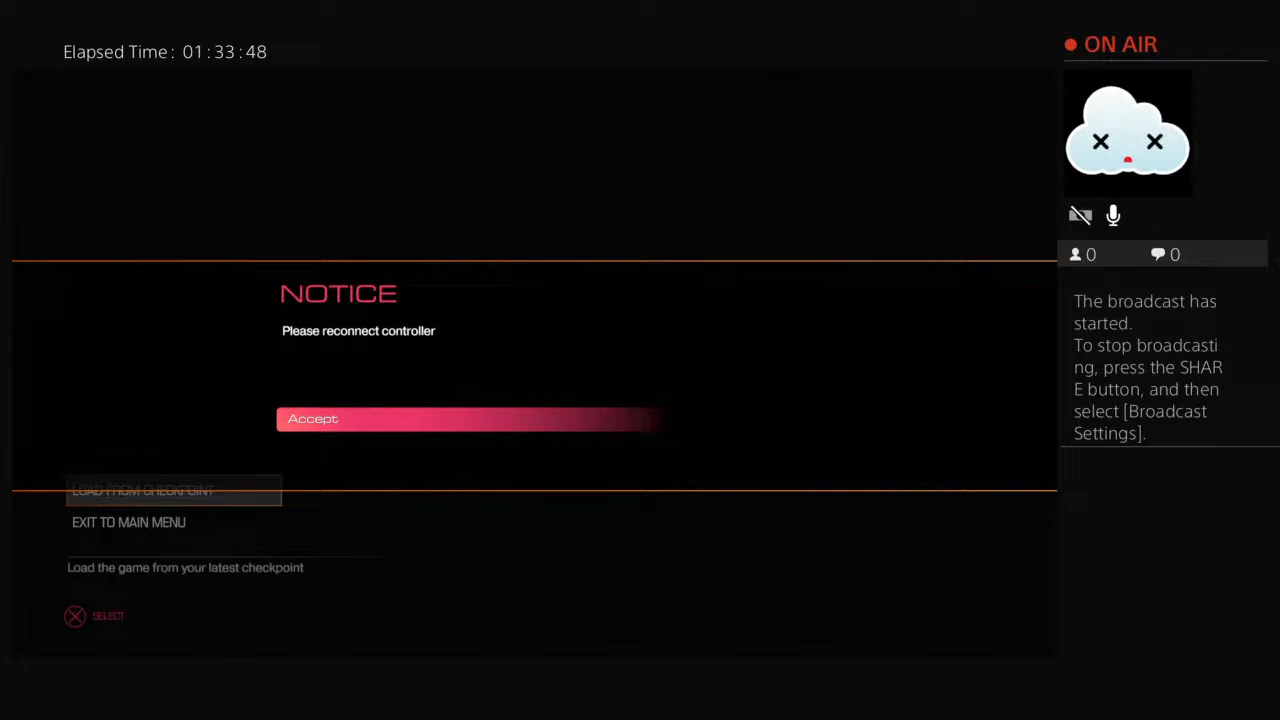 Elapsed Time: 01:33:48
ON AIR
0 0
NOTICE
Please reconnect controller
Accept
The broadcast has
started.
To stop broadcasti
ng, press the SHAR
E button, and then
select [Broadcast
Settings].
LOAD FROM CHECKPOINT
EXIT TO MAIN MENU
Load the game from your latest checkpoint
SELECT